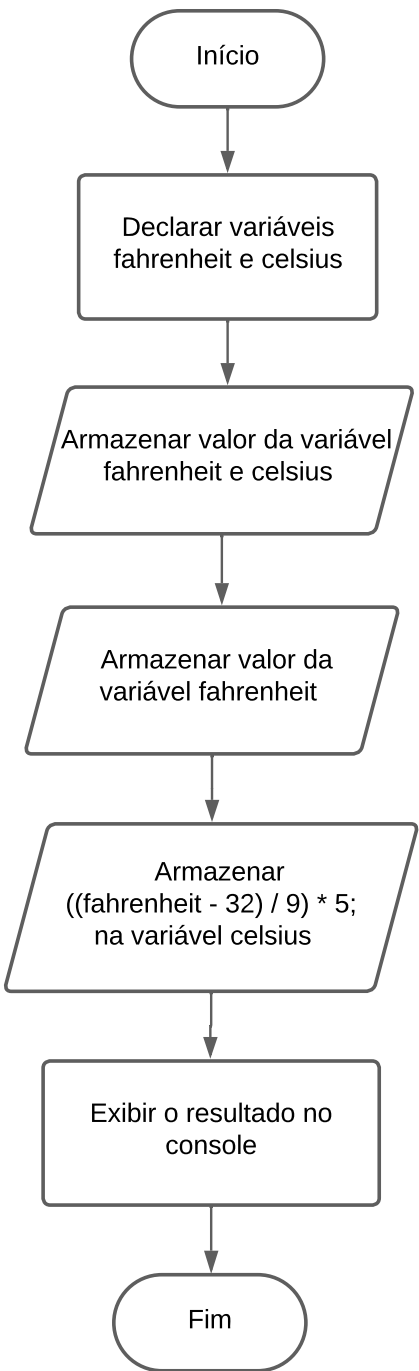 Início
Declarar variáveis
fahrenheit e celsius
Armazenar valor da variável
fahrenheit e celsius
Armazenar valor da
variável fahrenheit
Armazenar
((fahrenheit - 32) / 9) * 5;
na variável celsius
Exibir o resultado no
console
Fim